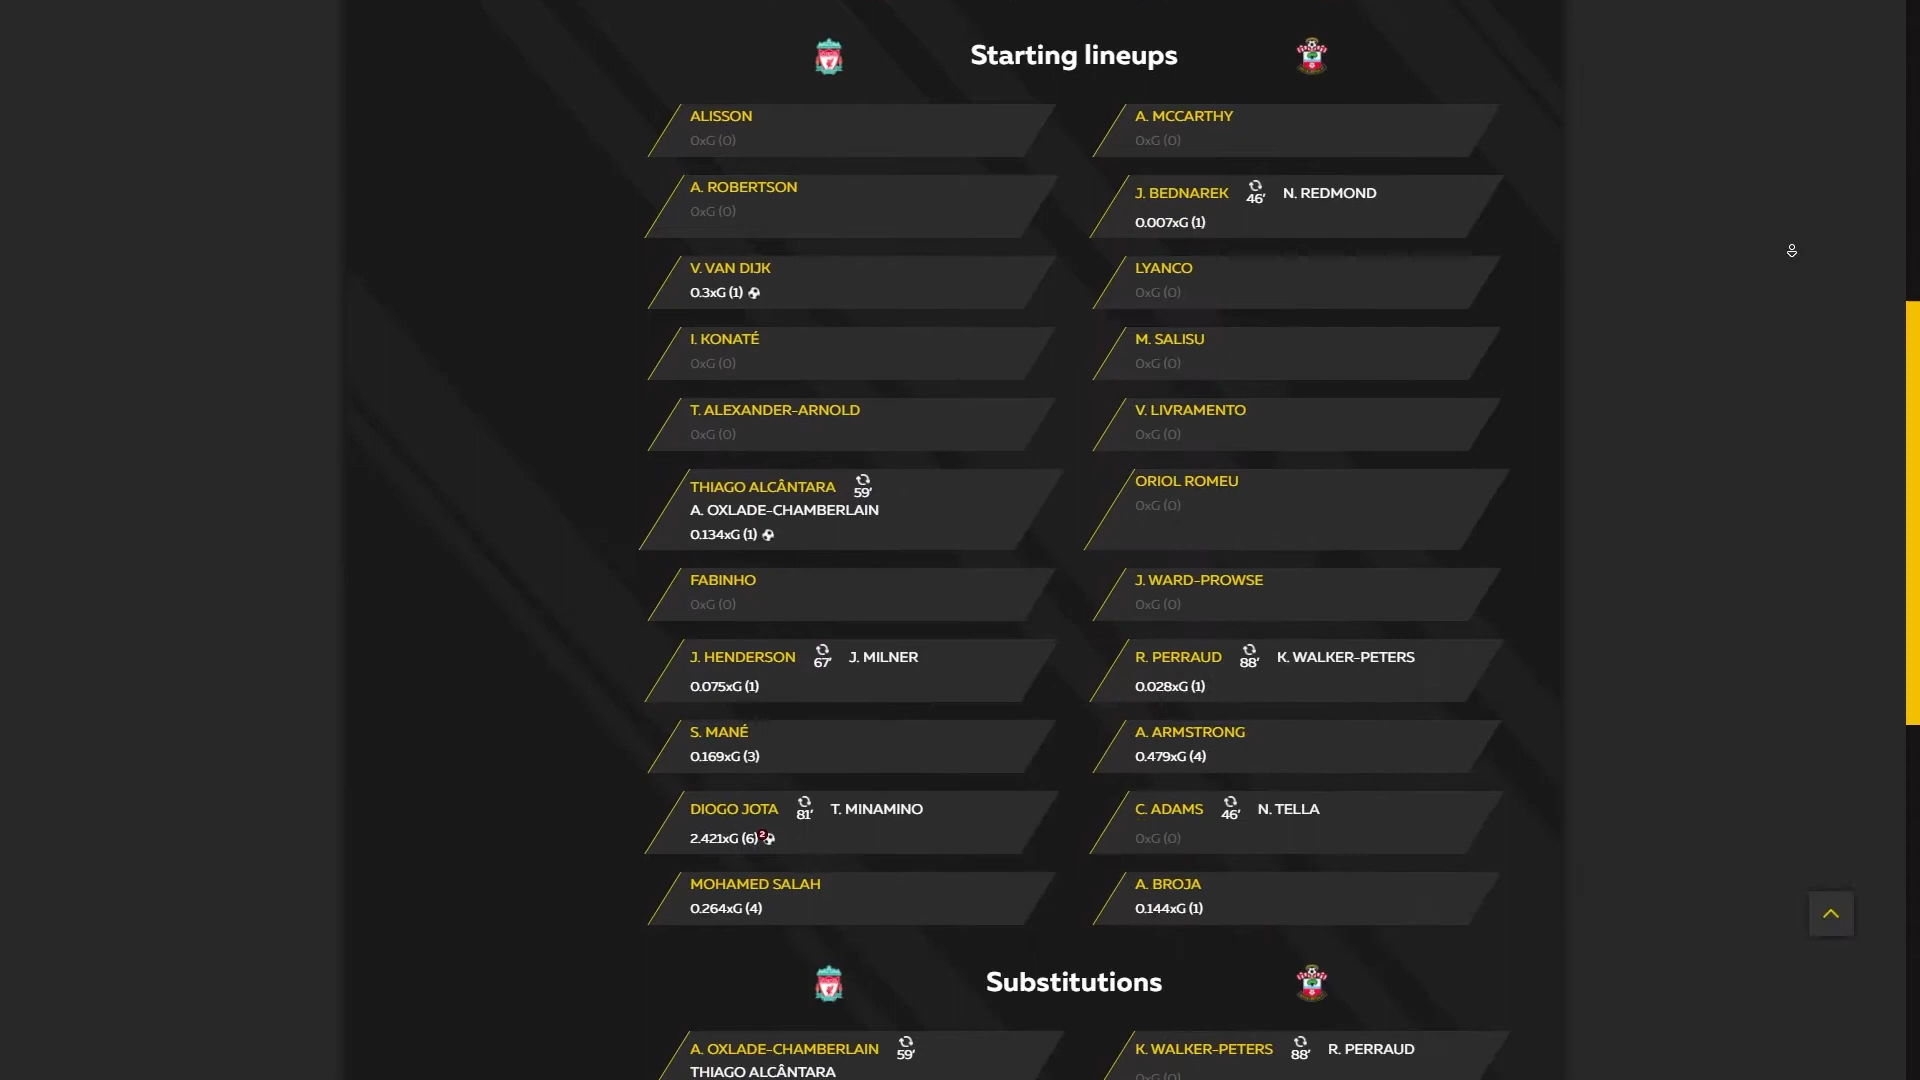 Starting lineups
ALISSON
0xG (0)
A. MCCARTHY
0xG (0)
A. ROBERTSON
0xG (0)
J. BEDNAREK 46' N. REDMOND
0.007xG (1)
V. VAN DIJK
0.3xG (1)
LYANCO
0xG (0)
I. KONATÉ
0xG (0)
M. SALISU
0xG (0)
T. ALEXANDER-ARNOLD
0xG (0)
V. LIVRAMENTO
0xG (0)
THIAGO ALCÂNTARA 59'
A. OXLADE-CHAMBERLAIN
0.134xG (1)
ORIOL ROMEU
0xG (0)
FABINHO
0xG (0)
J. WARD-PROWSE
0xG (0)
J. HENDERSON 67' J. MILNER
0.075xG (1)
R. PERRAUD 88' K. WALKER-PETERS
0.028xG (1)
S. MANÉ
0.169xG (3)
A. ARMSTRONG
0.479xG (4)
DIOGO JOTA 81' T. MINAMINO
2.421xG (6) 2
C. ADAMS 46' N. TELLA
0xG (0)
MOHAMED SALAH
0.264xG (4)
A. BROJA
0.144xG (1)
Substitutions
A. OXLADE-CHAMBERLAIN 59'
THIAGO ALCÂNTARA
K. WALKER-PETERS 88' R. PERRAUD
0xG (0)